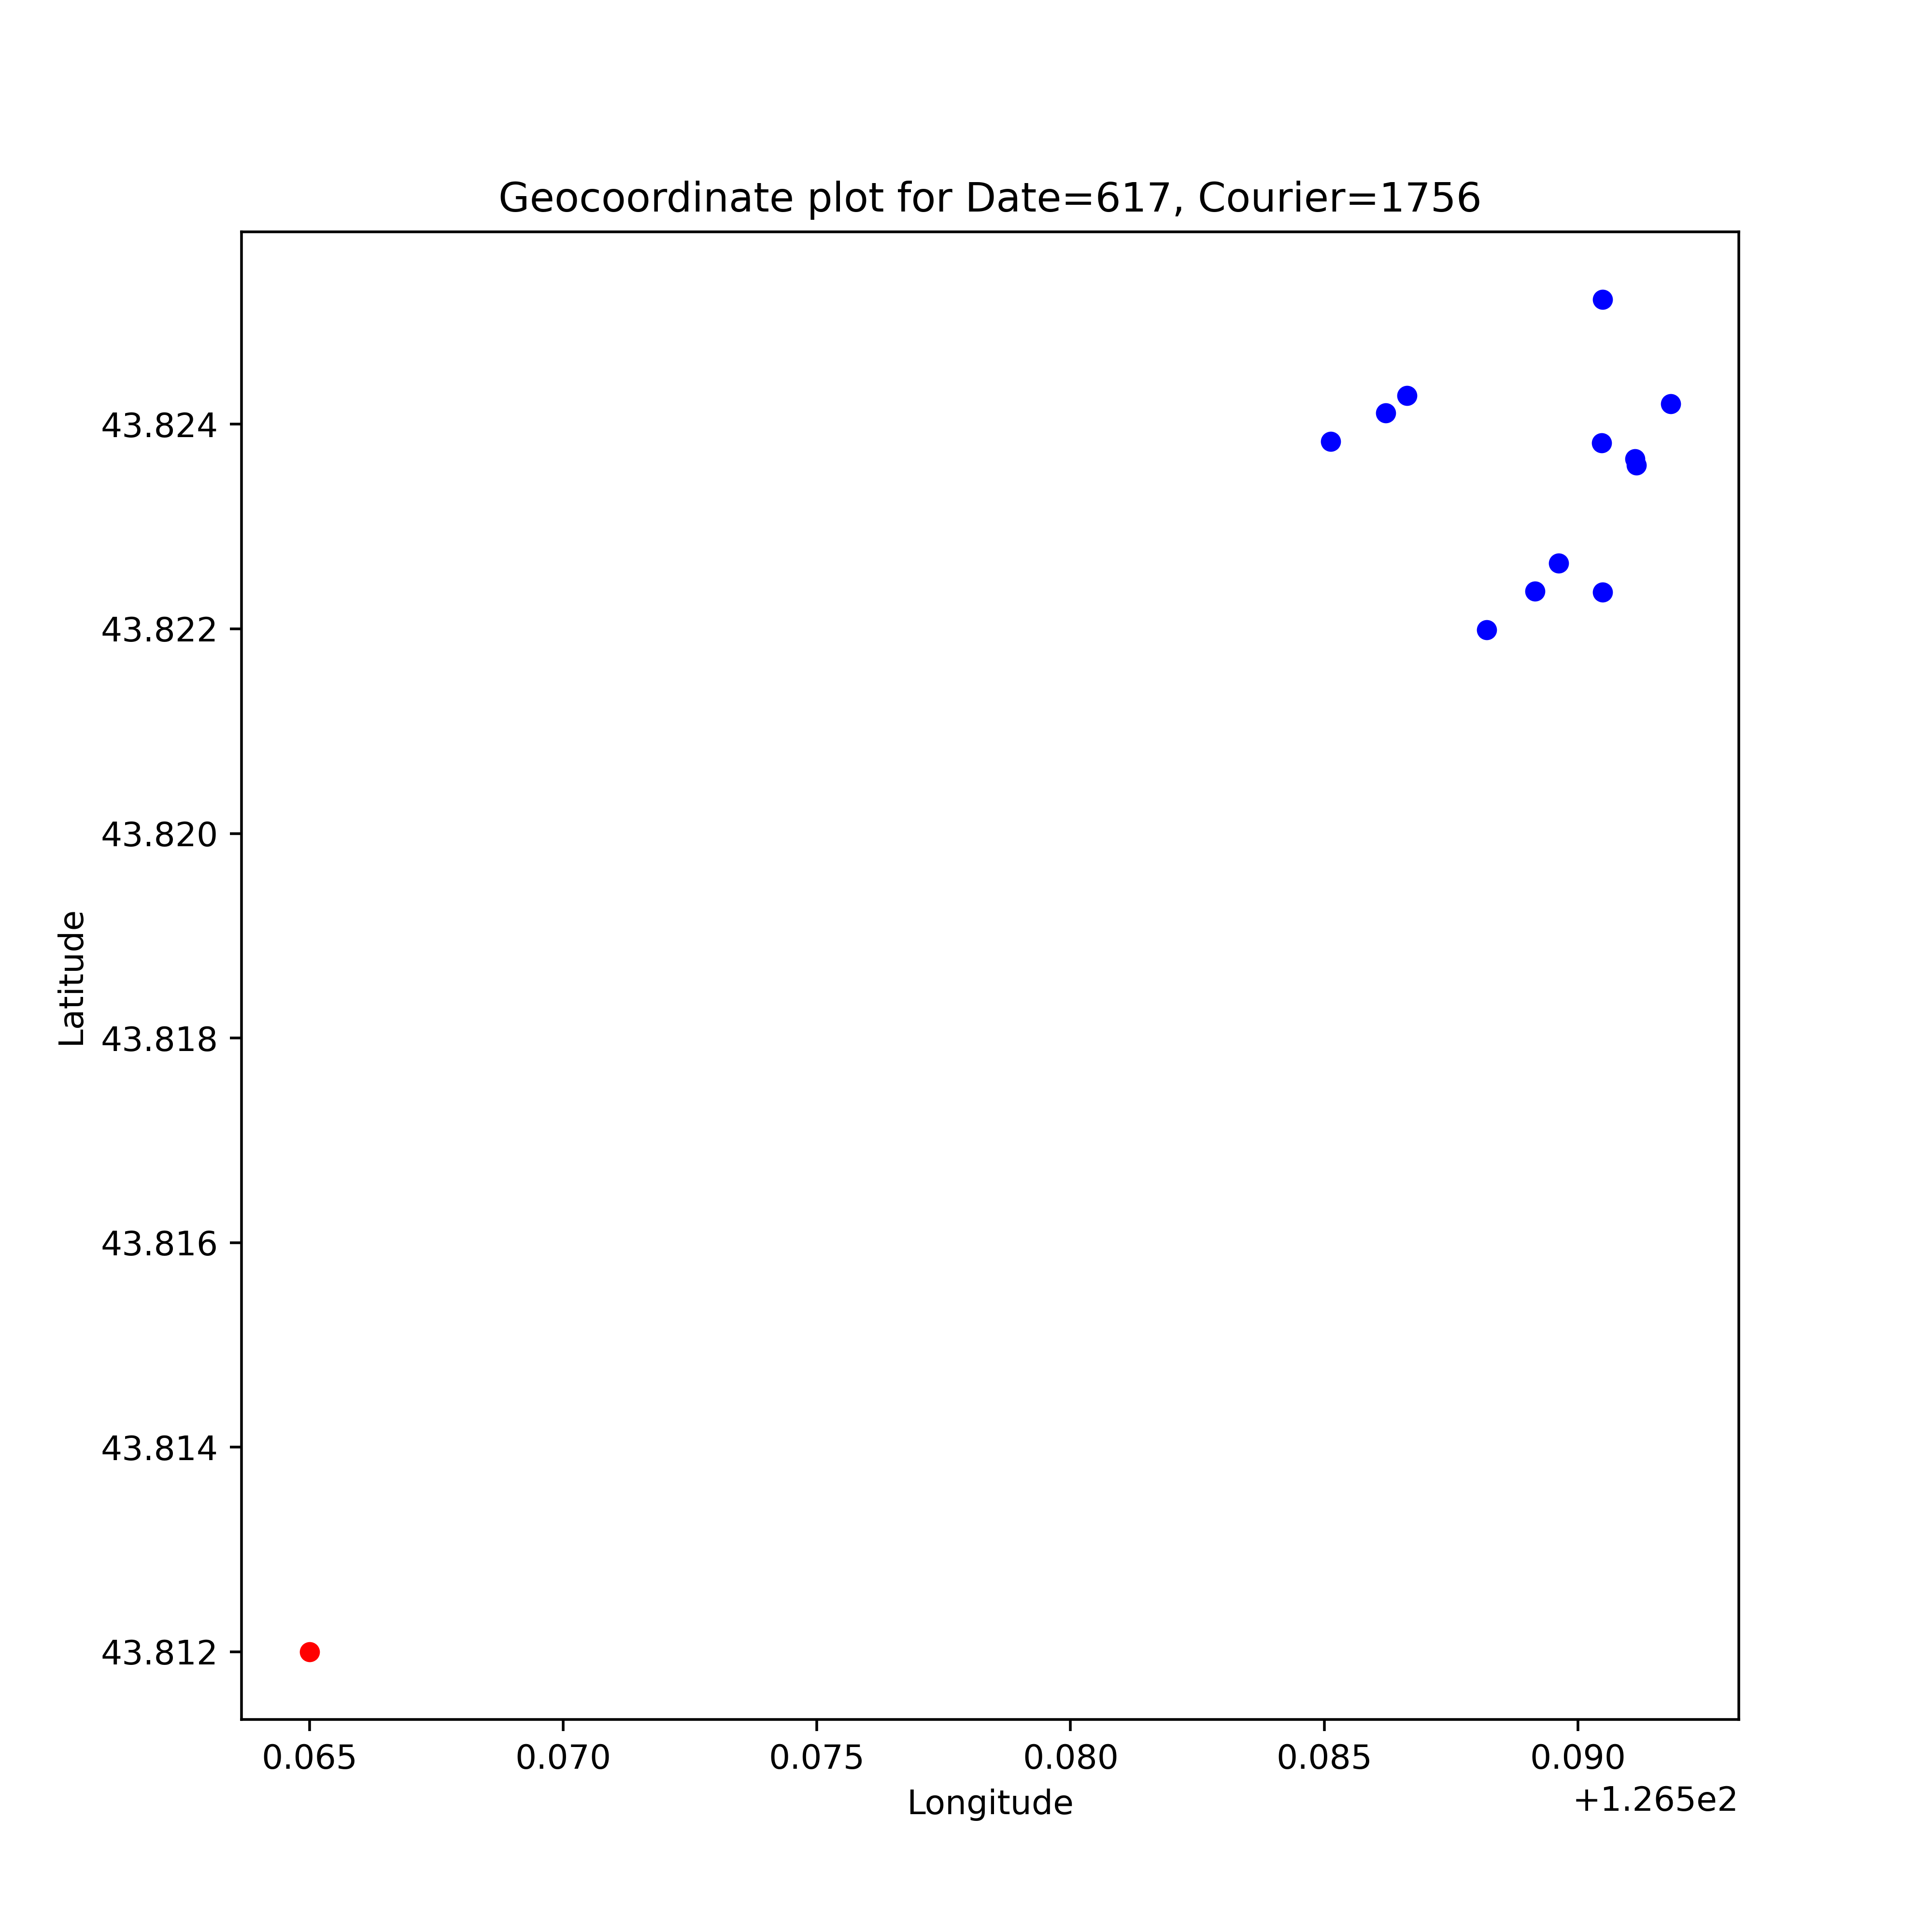 Geocoordinate plot for Date=617, Courier=1756
43.824
43.822
43.820
43.818
43.816
43.814
43.812
Latitude
0.065 0.070 0.075 0.080 0.085 0.090
Longitude
+1.265e2